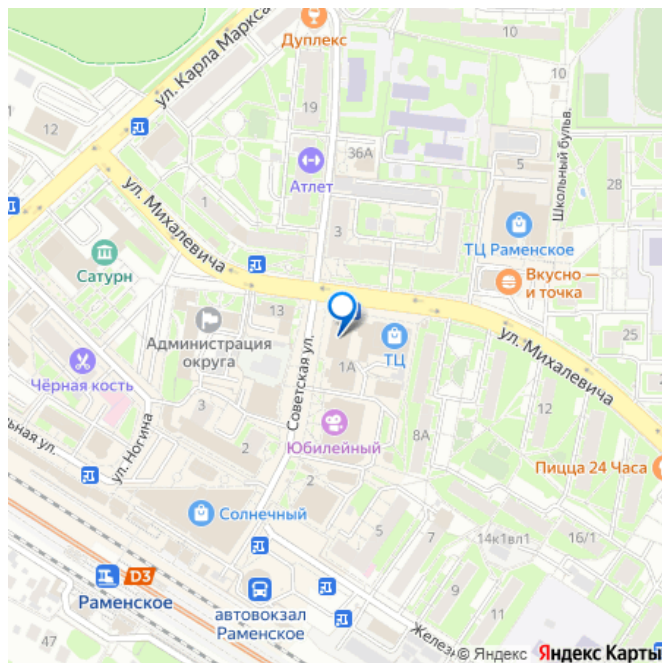 Дуплекс
ул. Карла Маркса
10
10
19
12
36А
Атлет
5
28
Школьный бульв.
1
3
ТЦ Раменское
ул. Михалевича
Сатурн
Вкусно —
и точка
13
Администрация
округа
ул. Михалевича
25
ТЦ
1А
Советская ул.
Чёрная кость
3
12
Юбилейный
8А
2
ул. Ногина
льная ул.
Пицца 24 Часа
2
Солнечный
5
7
14к1вл1
16/1
D3
Раменское
автовокзал
Раменское
9
11
47
Желез
© Яндекс Яндекс Карты